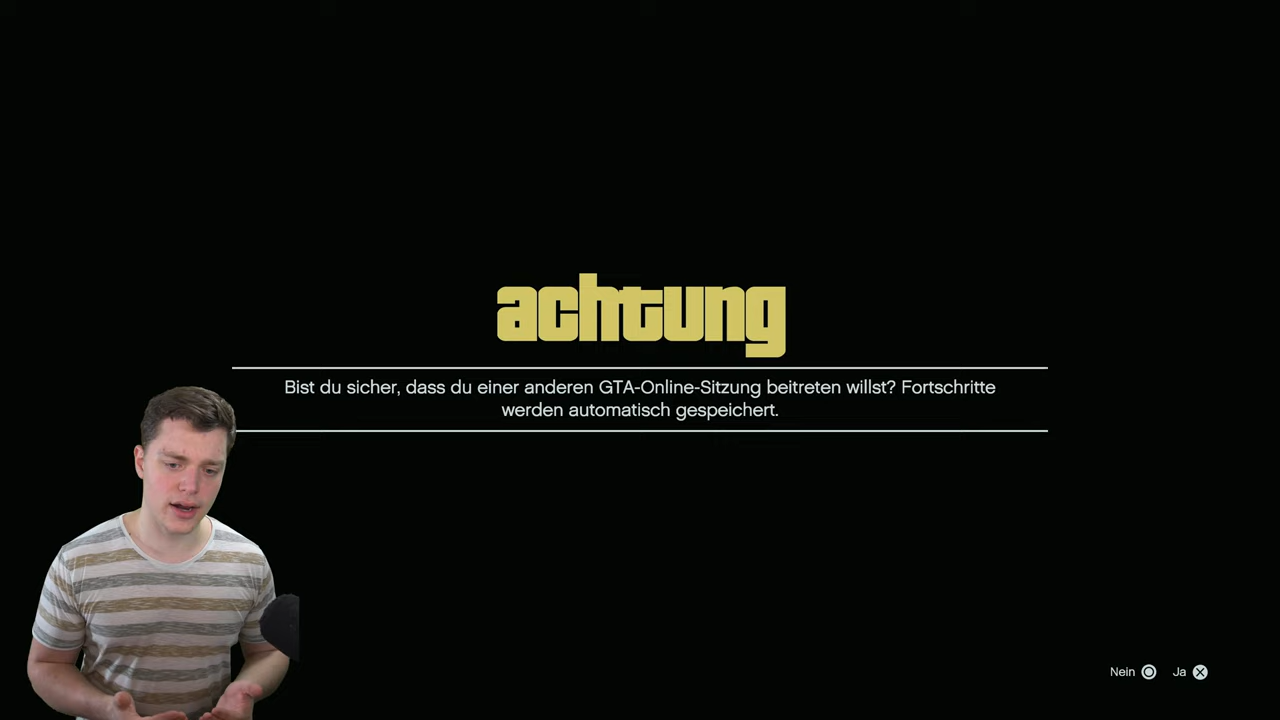 achtung
Bist du sicher, dass du einer anderen GTA-Online-Sitzung beitreten willst? Fortschritte
werden automatisch gespeichert.
Nein Ja